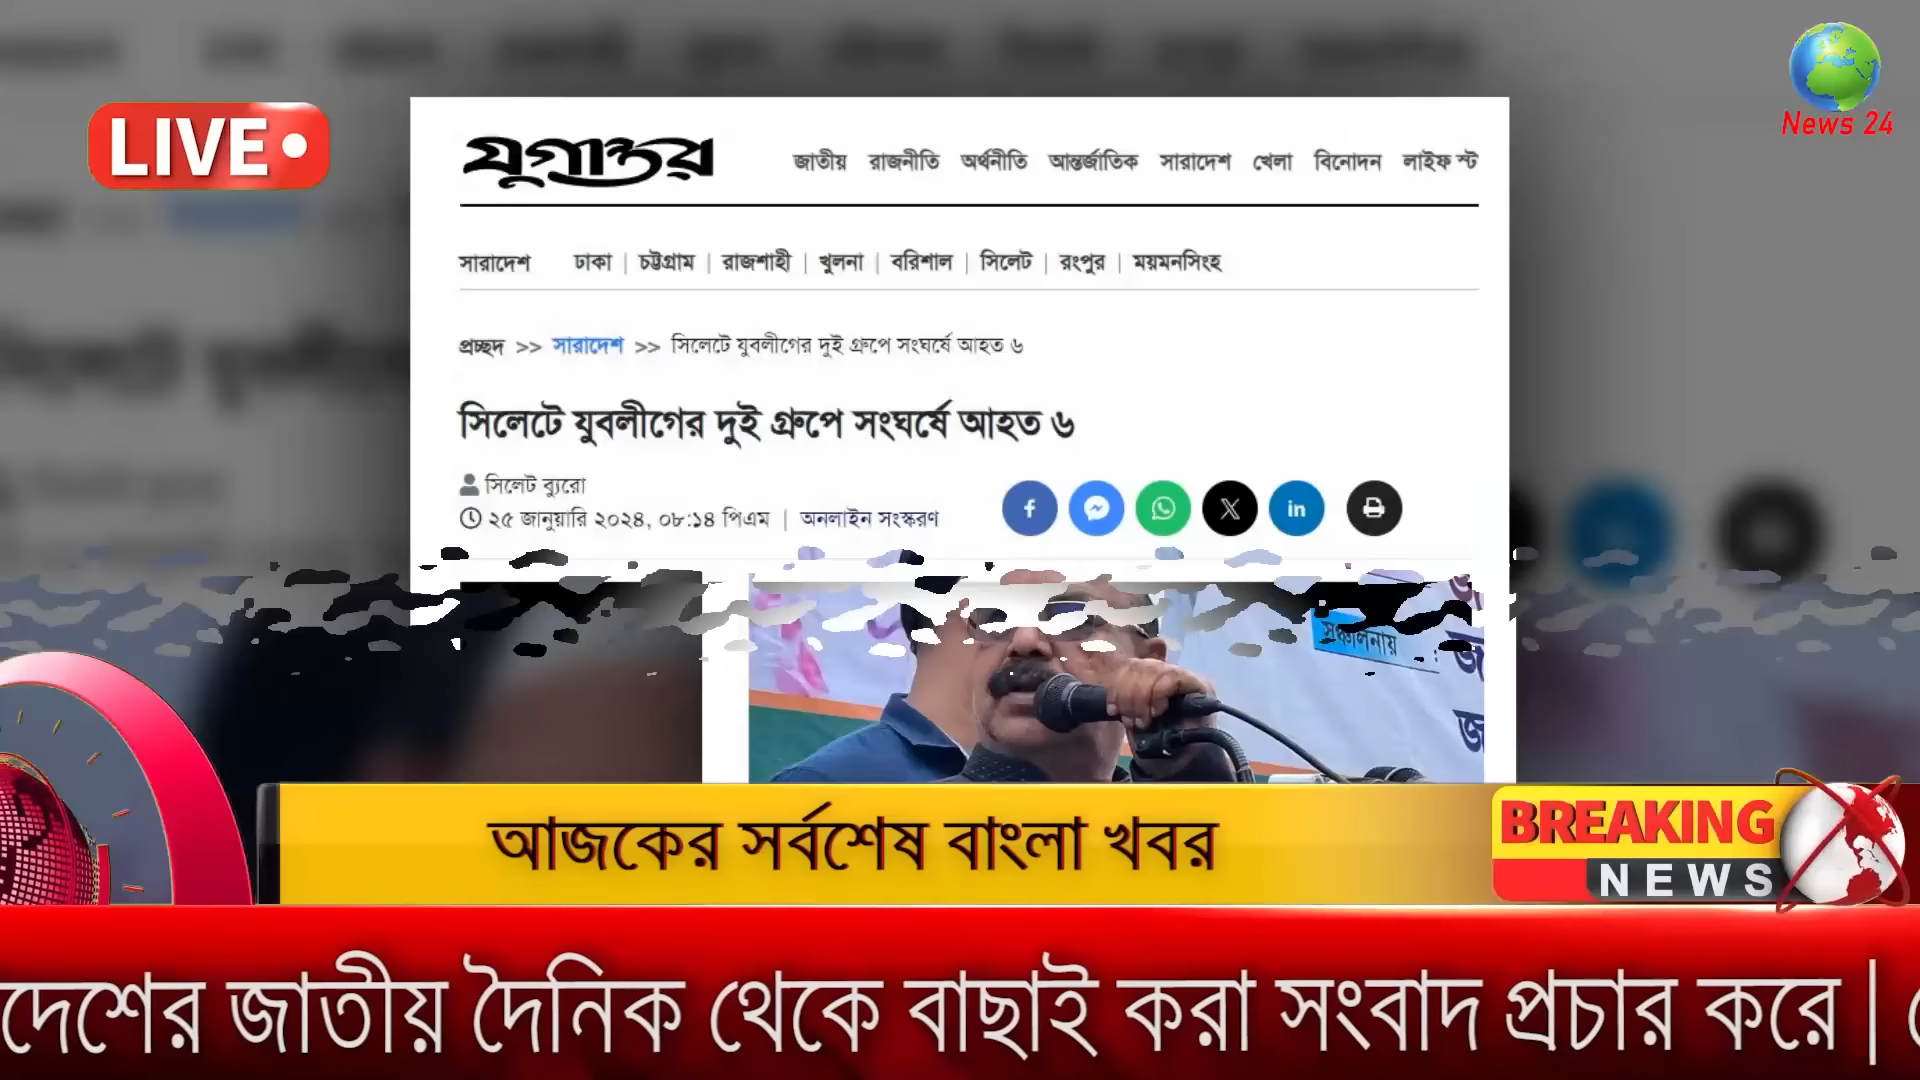 LIVE
News 24
যুগান্তর
জাতীয় রাজনীতি অর্থনীতি আন্তর্জাতিক সারাদেশ খেলা বিনোদন লাইফ স্ট
সারাদেশ ঢাকা | চট্টগ্রাম | রাজশাহী | খুলনা | বরিশাল | সিলেট | রংপুর | ময়মনসিংহ
প্রচ্ছদ >> সারাদেশ >> সিলেটে যুবলীগের দুই গ্রুপে সংঘর্ষে আহত ৬
সিলেটে যুবলীগের দুই গ্রুপে সংঘর্ষে আহত ৬
সিলেট ব্যুরো
২৫ জানুয়ারি ২০২৪, ০৮:১৪ পিএম | অনলাইন সংস্করণ
সঞ্চালনায় :
আজকের সর্বশেষ বাংলা খবর
BREAKING
NEWS
দেশের জাতীয় দৈনিক থেকে বাছাই করা সংবাদ প্রচার করে |